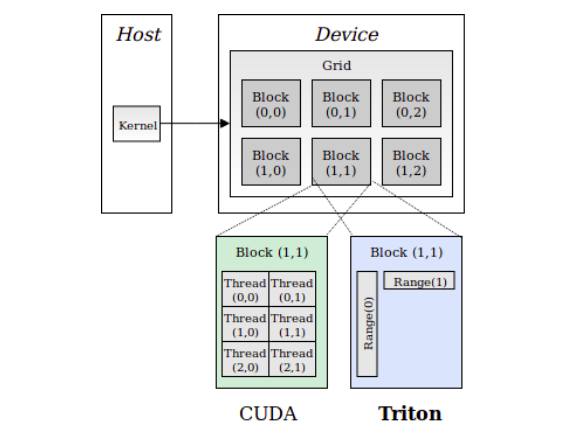 Host
Device
Grid
Kernel
Block
(0,0)
Block
(0,1)
Block
(0,2)
Block
(1,0)
Block
(1,1)
Block
(1,2)
Block (1,1)
Thread
(0,0)
Thread
(0,1)
Thread
(1,0)
Thread
(1,1)
Thread
(2,0)
Thread
(2,1)
Block (1,1)
Range(0)
Range(1)
CUDA
Triton